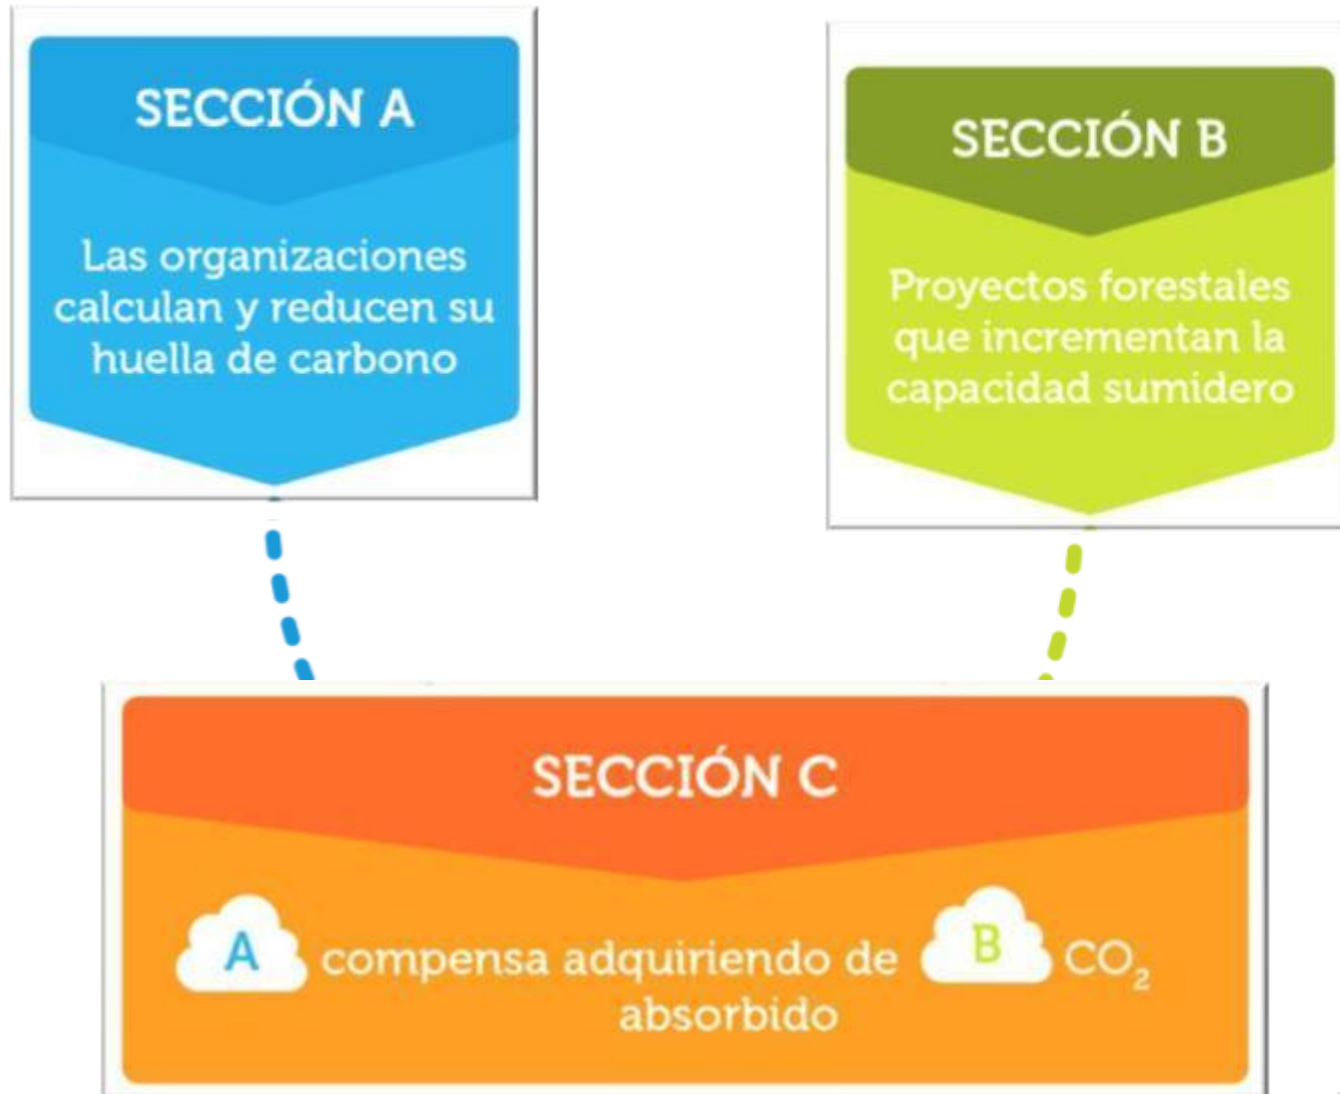 SECCIÓN A
Las organizaciones
calculan y reducen su
huella de carbono
SECCIÓN B
Proyectos forestales
que incrementan la
capacidad sumidero
SECCIÓN C
A compensa adquiriendo de B CO₂
absorbido